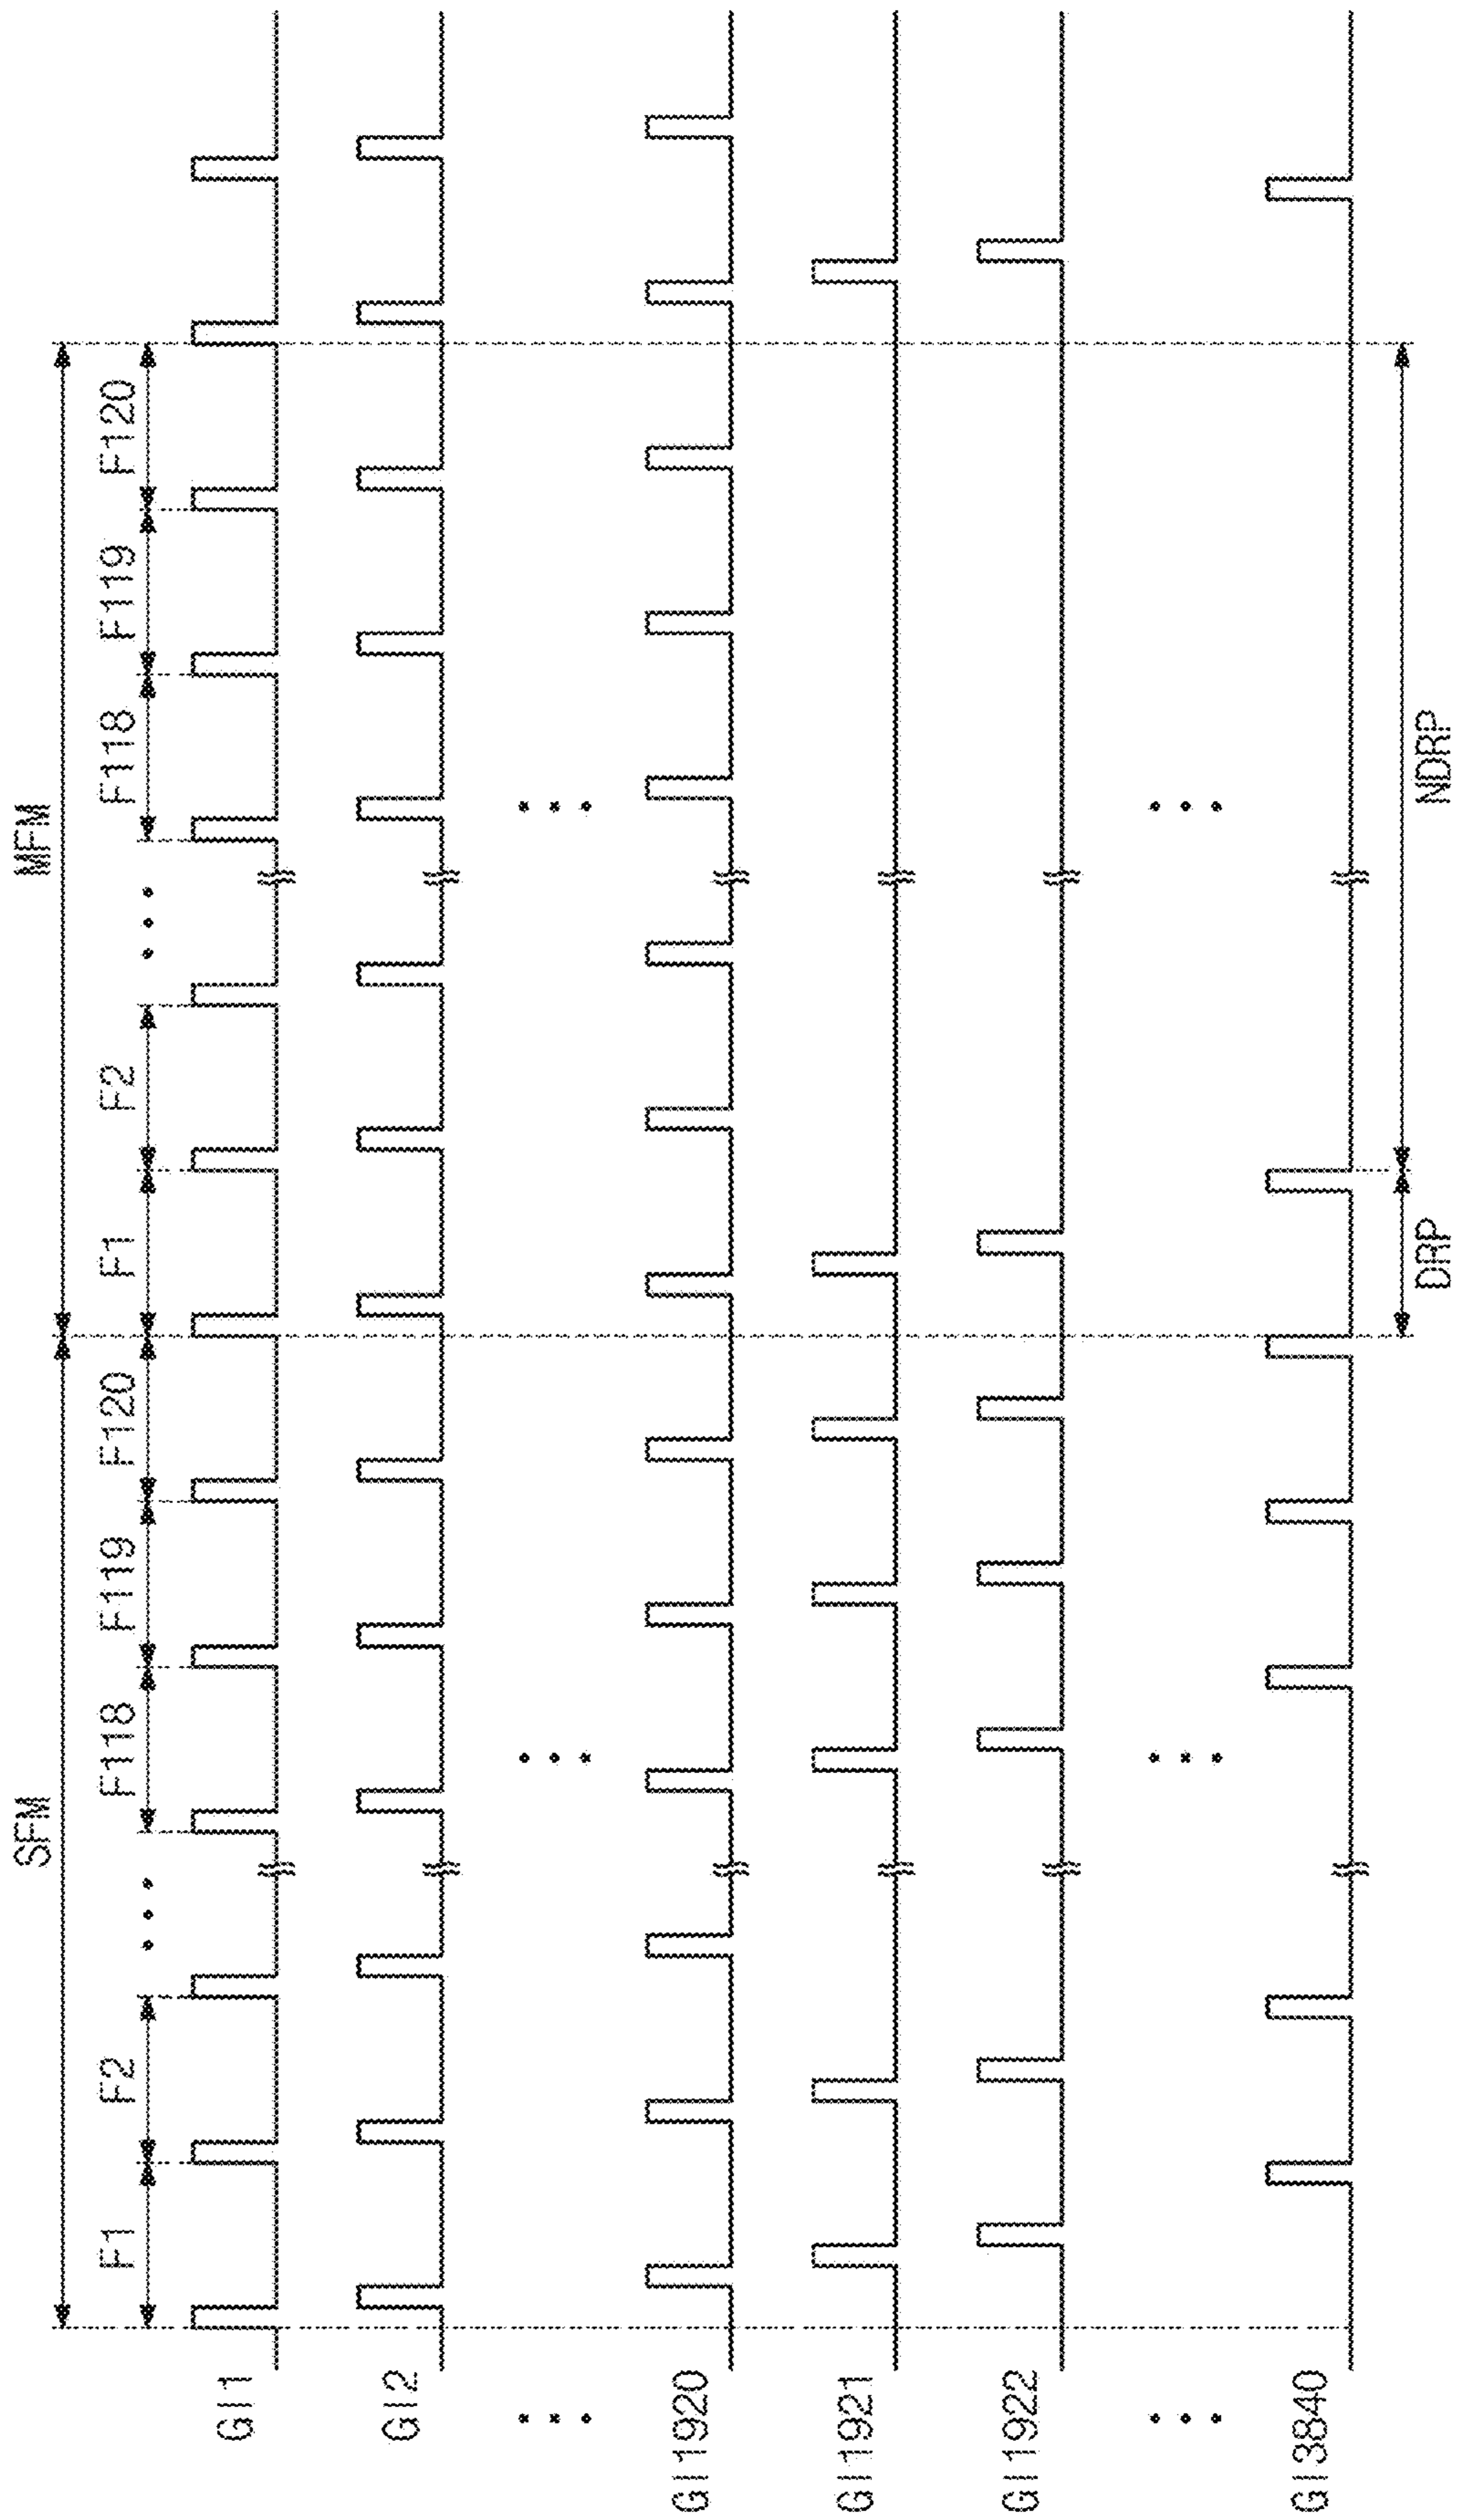 SFM MFM
F1 F2 • • • F118 F119 F120 F1 F2 • • • F118 F119 F120
GI1
GI2
• • •
GI1920
GI1921
GI1922
• • •
GI3840
DRP NDRP